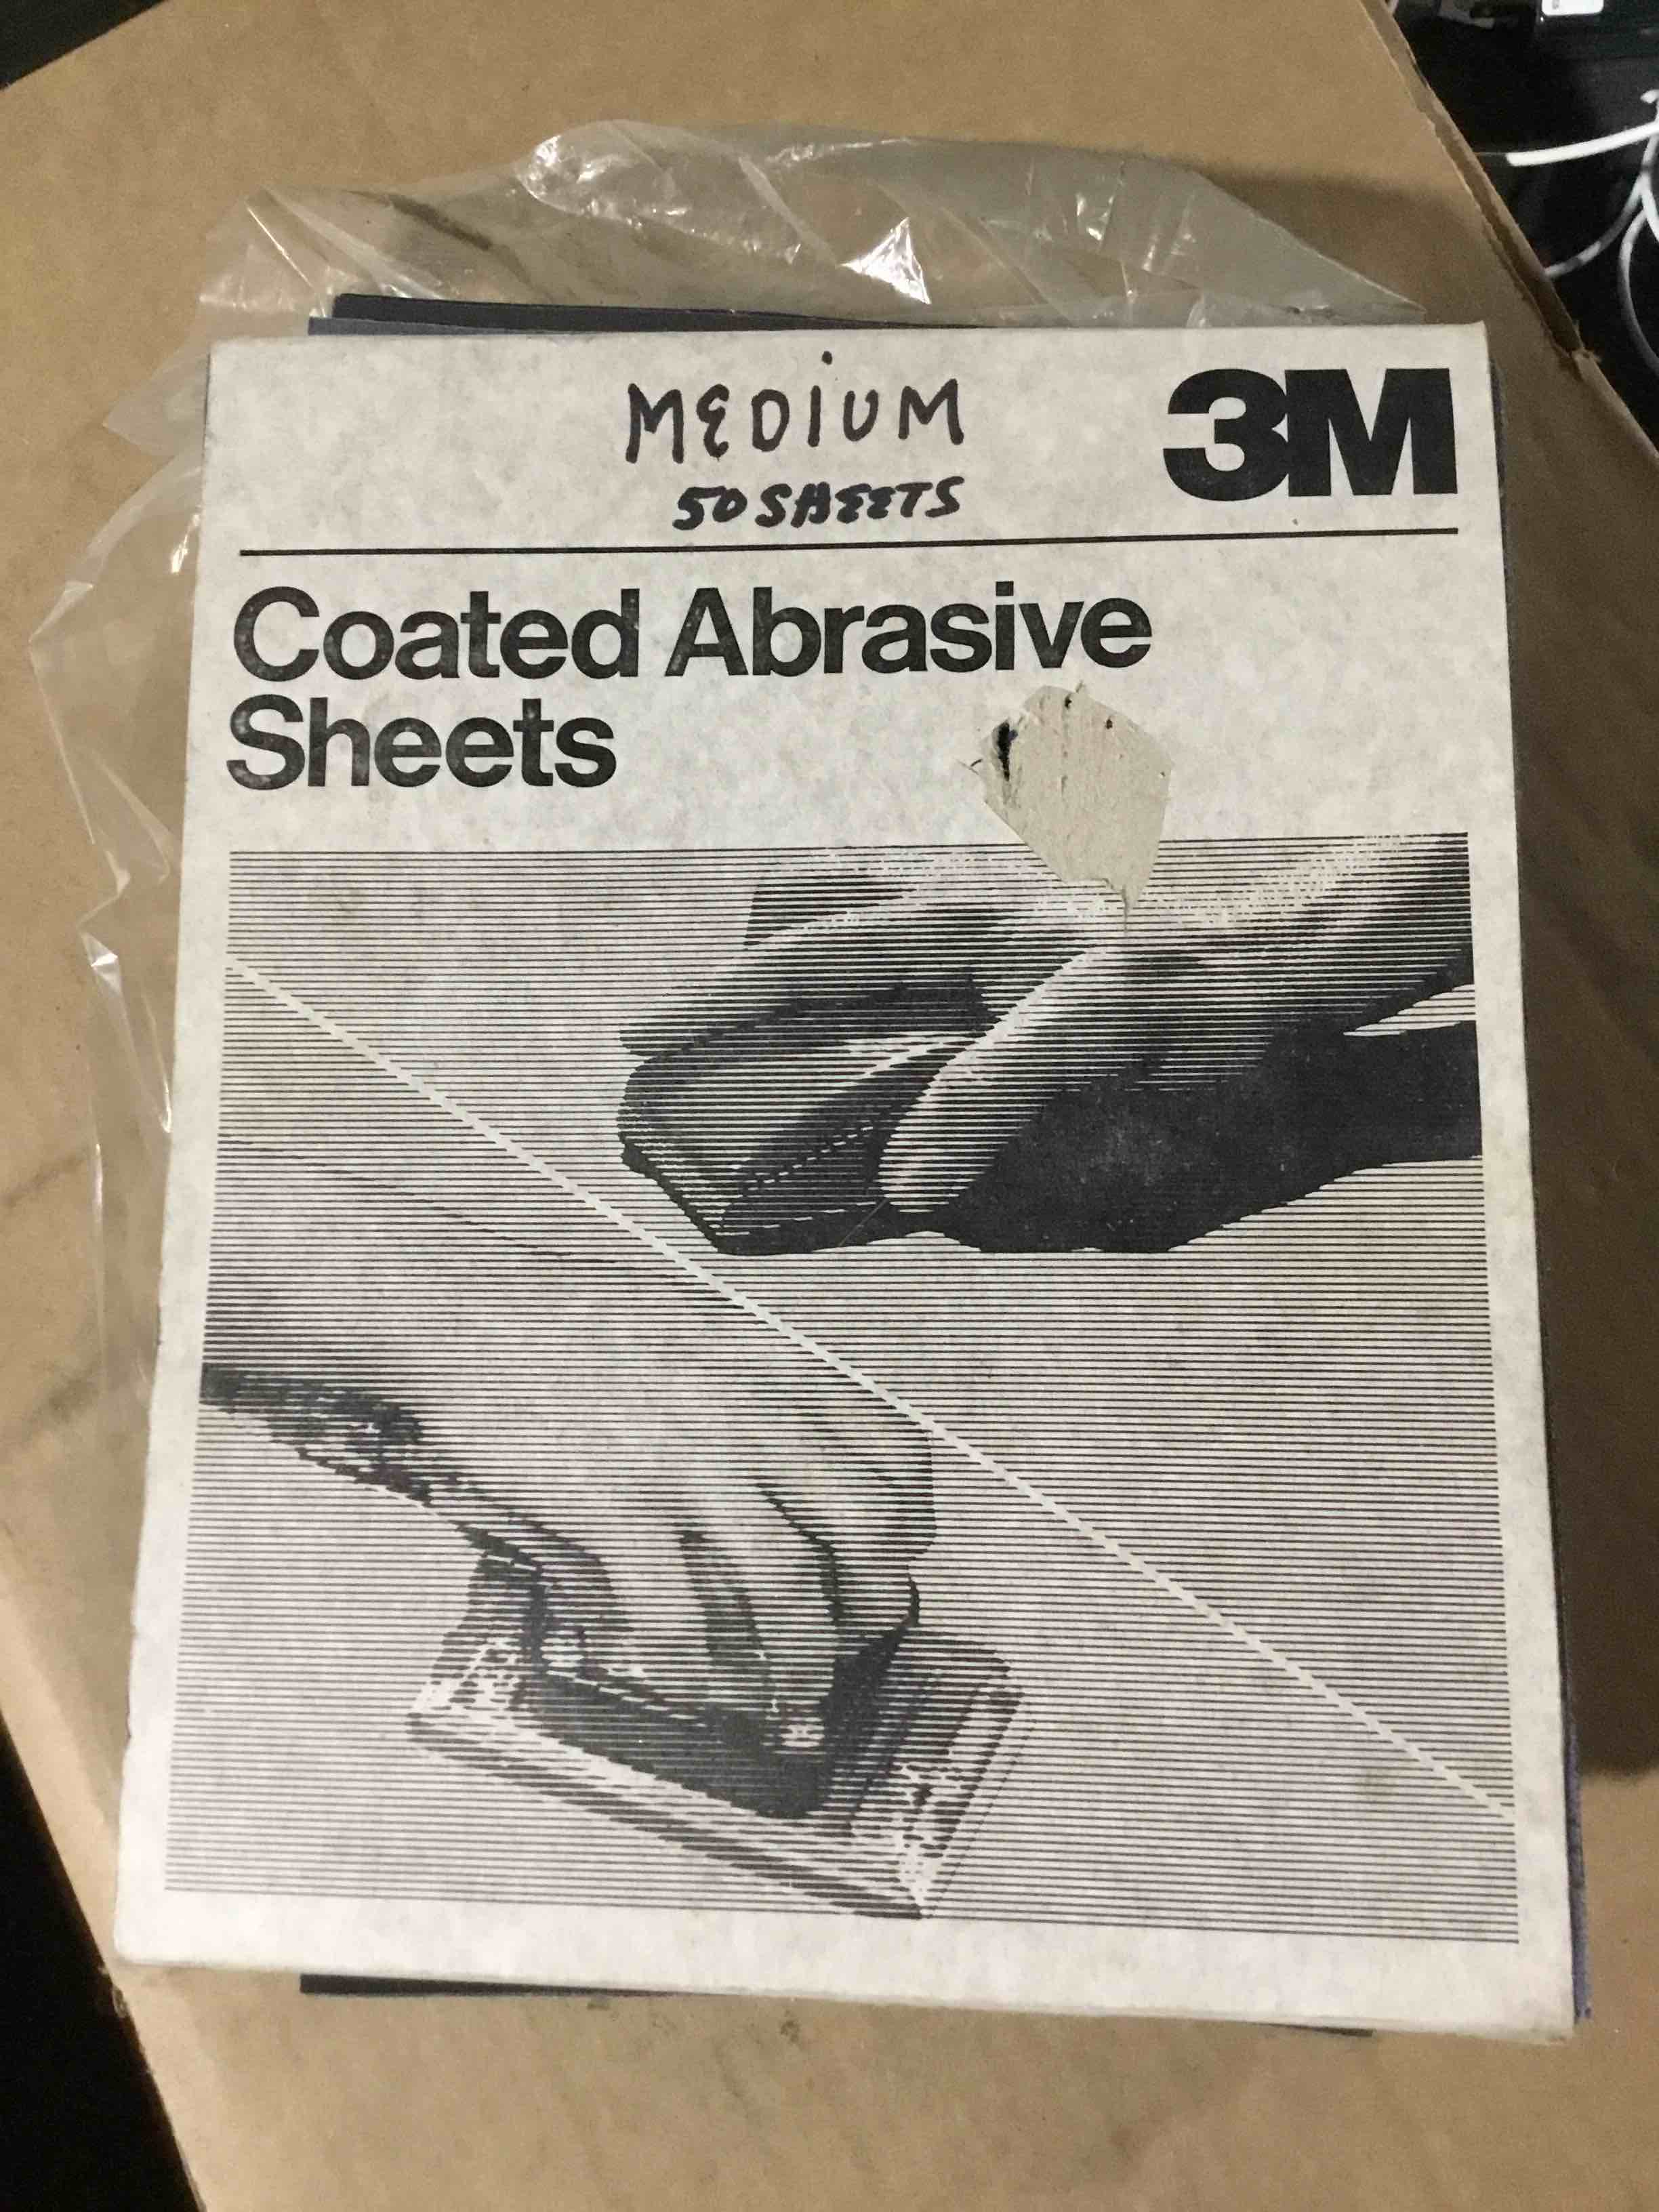 MEDIUM
50 SHEETS
3M
Coated Abrasive
Sheets